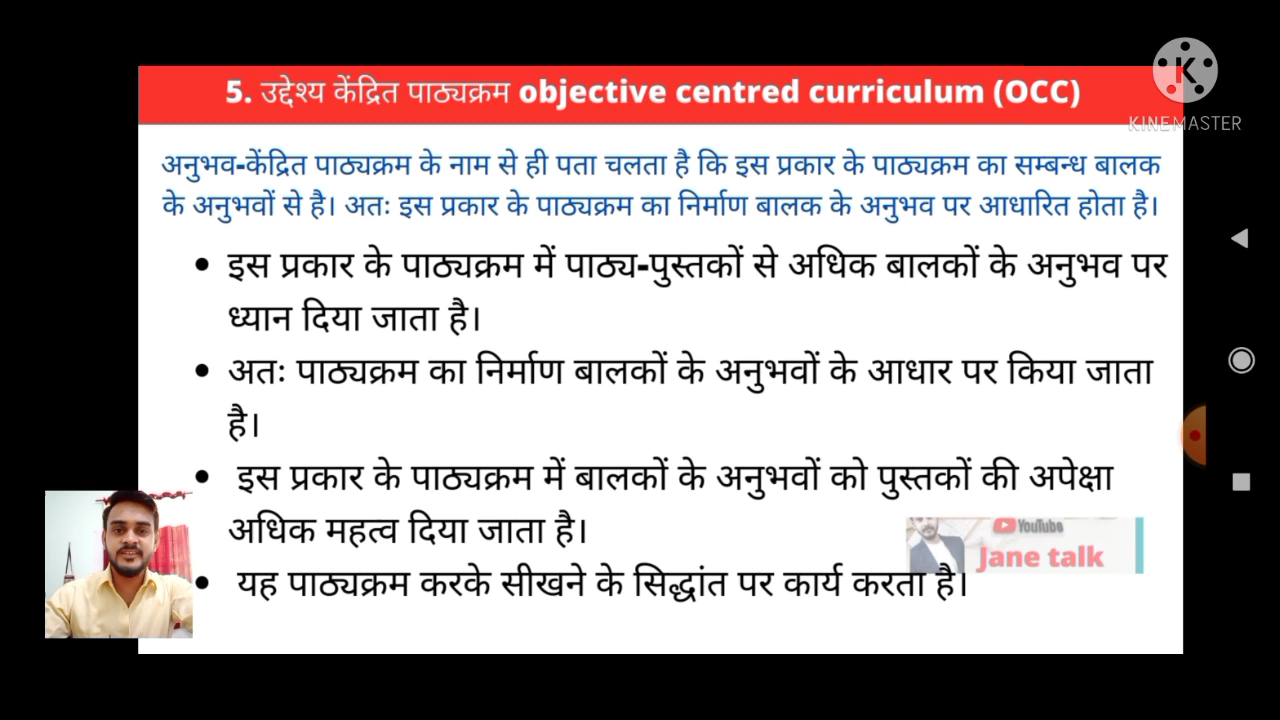 5. उद्देश्य केंद्रित पाठ्यक्रम objective centred curriculum (OCC)
KINEMASTER
अनुभव-केंद्रित पाठ्यक्रम के नाम से ही पता चलता है कि इस प्रकार के पाठ्यक्रम का सम्बन्ध बालक
के अनुभवों से है। अतः इस प्रकार के पाठ्यक्रम का निर्माण बालक के अनुभव पर आधारित होता है।
• इस प्रकार के पाठ्यक्रम में पाठ्य-पुस्तकों से अधिक बालकों के अनुभव पर
ध्यान दिया जाता है।
• अतः पाठ्यक्रम का निर्माण बालकों के अनुभवों के आधार पर किया जाता
है।
• इस प्रकार के पाठ्यक्रम में बालकों के अनुभवों को पुस्तकों की अपेक्षा
अधिक महत्व दिया जाता है।
YouTube
Jane talk
• यह पाठ्यक्रम करके सीखने के सिद्धांत पर कार्य करता है।